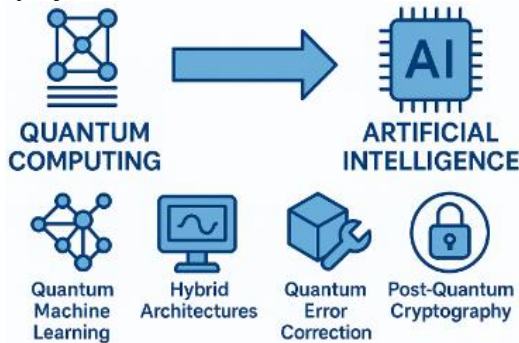 AI
QUANTUM
COMPUTING
ARTIFICIAL
INTELLIGENCE
Quantum
Machine
Learning
Hybrid
Architectures
Quantum
Error
Correction
Post-Quantum
Cryptography